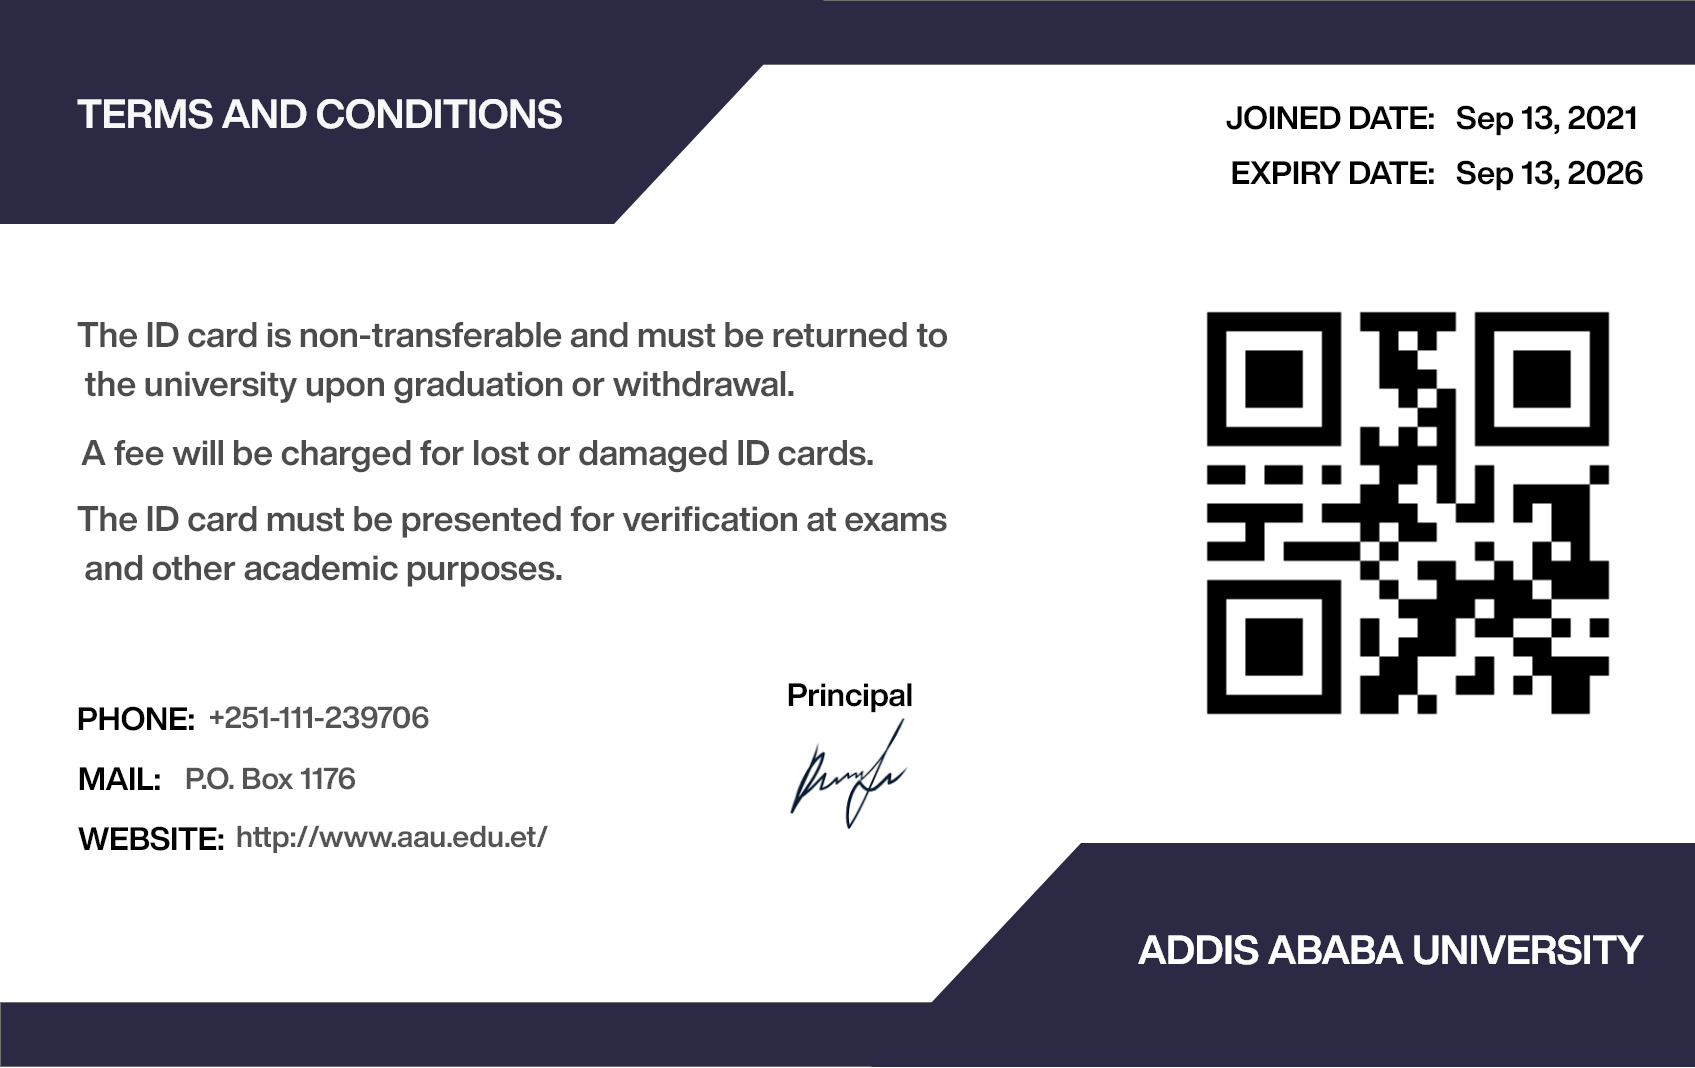 TERMS AND CONDITIONS
JOINED DATE: Sep 13, 2021
EXPIRY DATE: Sep 13, 2026
The ID card is non-transferable and must be returned to
the university upon graduation or withdrawal.
A fee will be charged for lost or damaged ID cards.
The ID card must be presented for verification at exams
and other academic purposes.
PHONE: +251-111-239706
MAIL: P.O. Box 1176
WEBSITE: http://www.aau.edu.et/
Principal
ADDIS ABABA UNIVERSITY